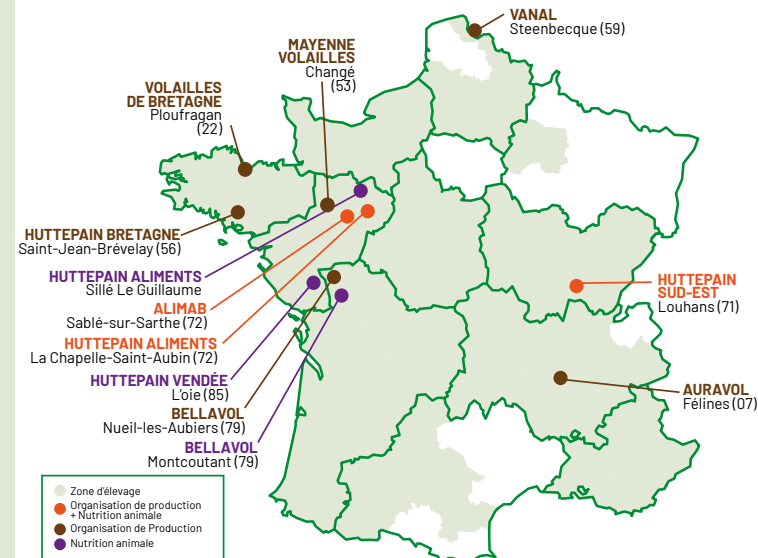 VANAL
Steenbecque (59)
MAYENNE
VOLAILLES
Changé
(53)
VOLAILLES
DE BRETAGNE
Ploufragan
(22)
HUTTEPAIN BRETAGNE
Saint-Jean-Brévelay (56)
HUTTEPAIN ALIMENTS
Sillé Le Guillaume
ALIMAB
Sablé-sur-Sarthe (72)
HUTTEPAIN ALIMENTS
La Chapelle-Saint-Aubin (72)
HUTTEPAIN VENDÉE
L'oie (85)
BELLAVOL
Nueil-les-Aubiers (79)
BELLAVOL
Montcoutant (79)
HUTTEPAIN
SUD-EST
Louhans (71)
AURAVOL
Félines (07)
Zone d'élevage
Organisation de production
+ Nutrition animale
Organisation de Production
Nutrition animale